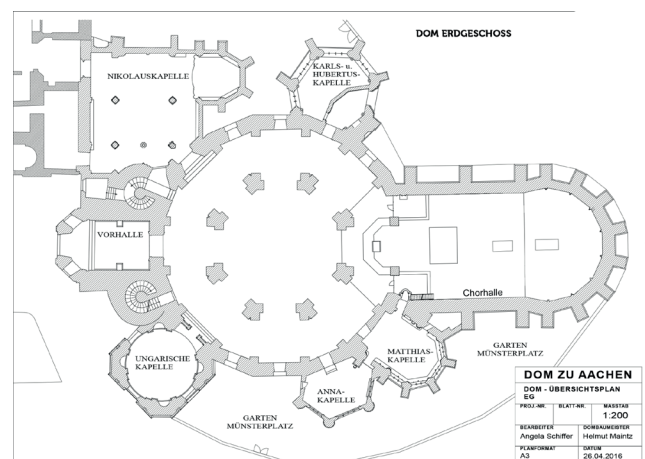 DOM ERDGESCHOSS
KARLS- u.
HUBERTUS-
KAPELLE
NIKOLAUSKAPELLE
VORHALLE
Chorhalle
UNGARISCHE
KAPELLE
MATTHIAS-
KAPELLE
ANNA-
KAPELLE
GARTEN
MÜNSTERPLATZ
GARTEN
MÜNSTERPLATZ
DOM ZU AACHEN
DOM - ÜBERSICHTSPLAN
EG
PROJ.-NR. BLATT-NR. MASSTAB
1:200
BEARBEITER DOMBAUMEISTER
Angela Schiffer Helmut Maintz
PLANFORMAT DATUM
A3 26.04.2016